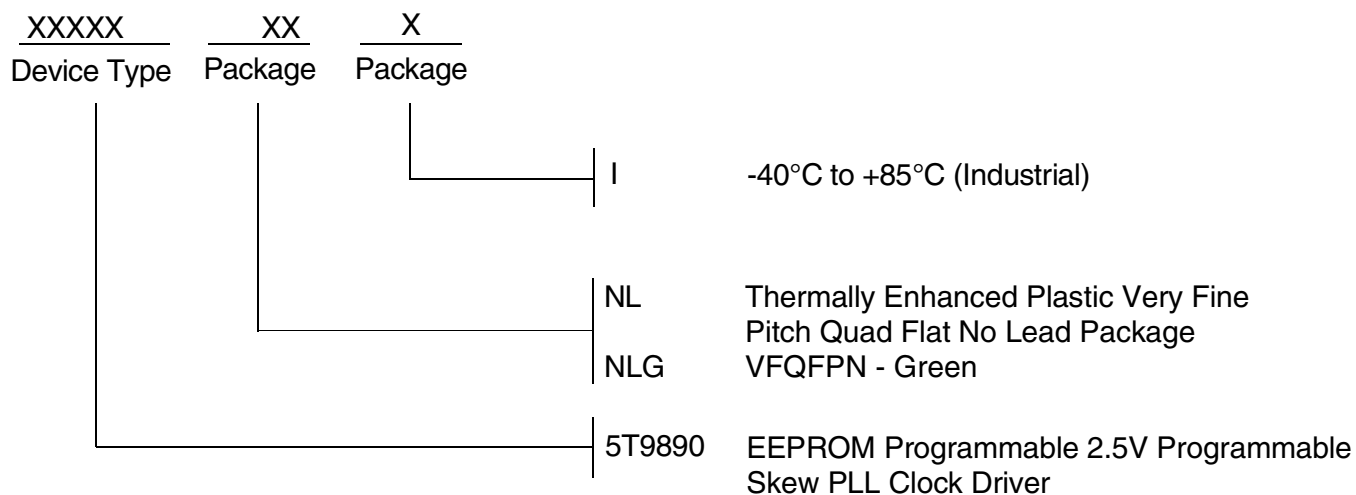 XXXXX XX X
Device Type Package Package
I -40°C to +85°C (Industrial)
NL Thermally Enhanced Plastic Very Fine
Pitch Quad Flat No Lead Package
NLG VFQFPN - Green
5T9890 EEPROM Programmable 2.5V Programmable
Skew PLL Clock Driver